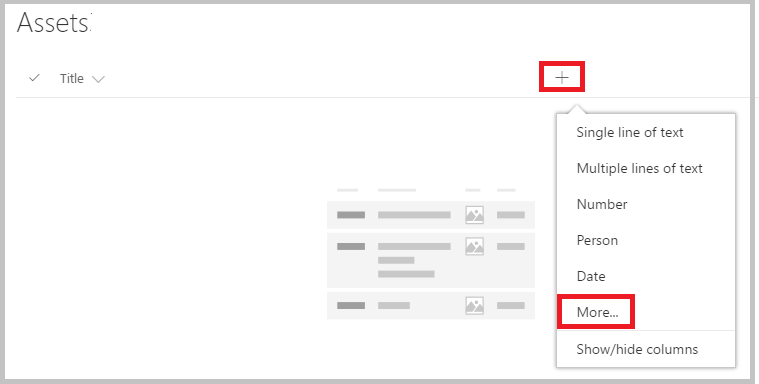 Assets
Title
Single line of text
Multiple lines of text
Number
Person
Date
More...
Show/hide columns